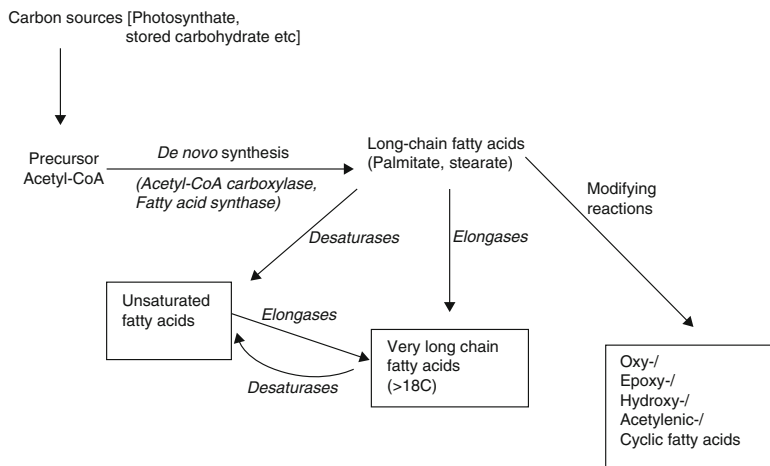 Carbon sources [Photosynthate,
stored carbohydrate etc]
Precursor
Acetyl-CoA
De novo synthesis
(Acetyl-CoA carboxylase,
Fatty acid synthase)
Long-chain fatty acids
(Palmitate, stearate)
Modifying
reactions
Desaturases
Elongases
Unsaturated
fatty acids
Elongases
Desaturases
Very long chain
fatty acids
(>18C)
Oxy-/
Epoxy-/
Hydroxy-/
Acetylenic-/
Cyclic fatty acids